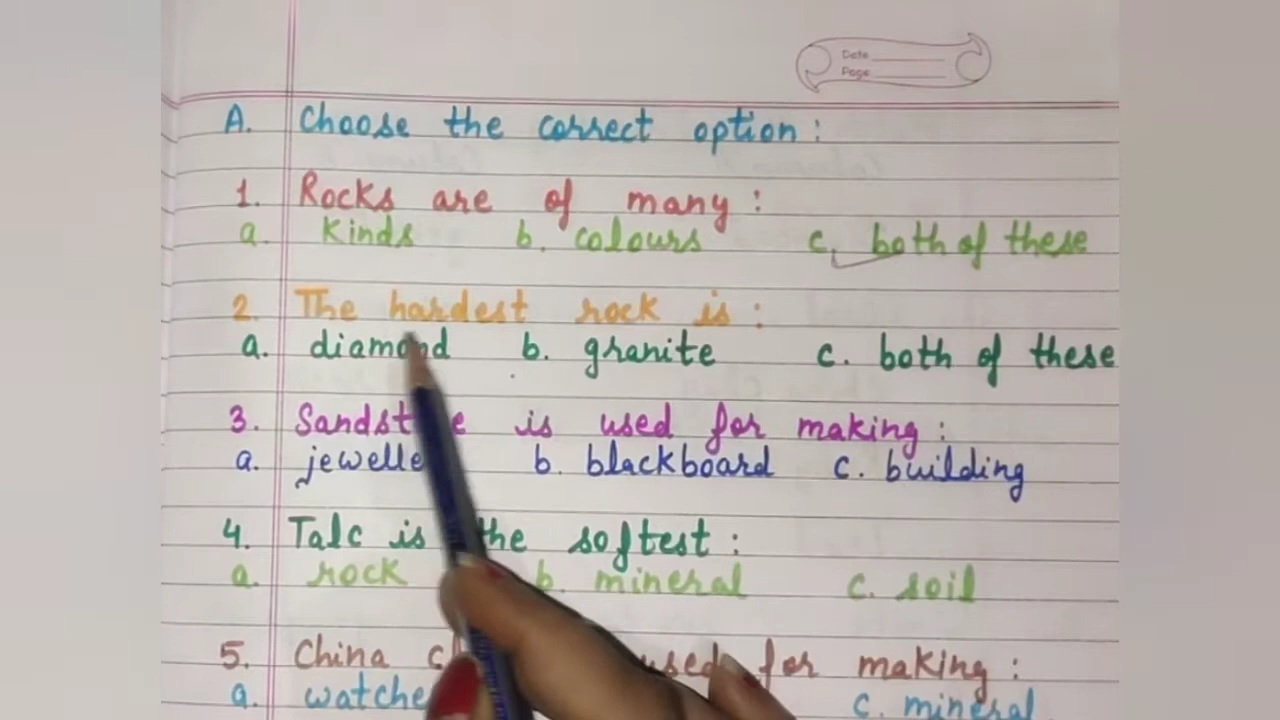 Date
Page
A. Choose the correct option :
1. Rocks are of many :
a. Kinds b. colours c. both of these
2. The hardest rock is :
a. diamond b. granite c. both of these
3. is used for making :
a. b. blackboard c. building
4. Talc is the softest :
a. rock b. mineral c. soil
5. China used for making :
a. c. mineral